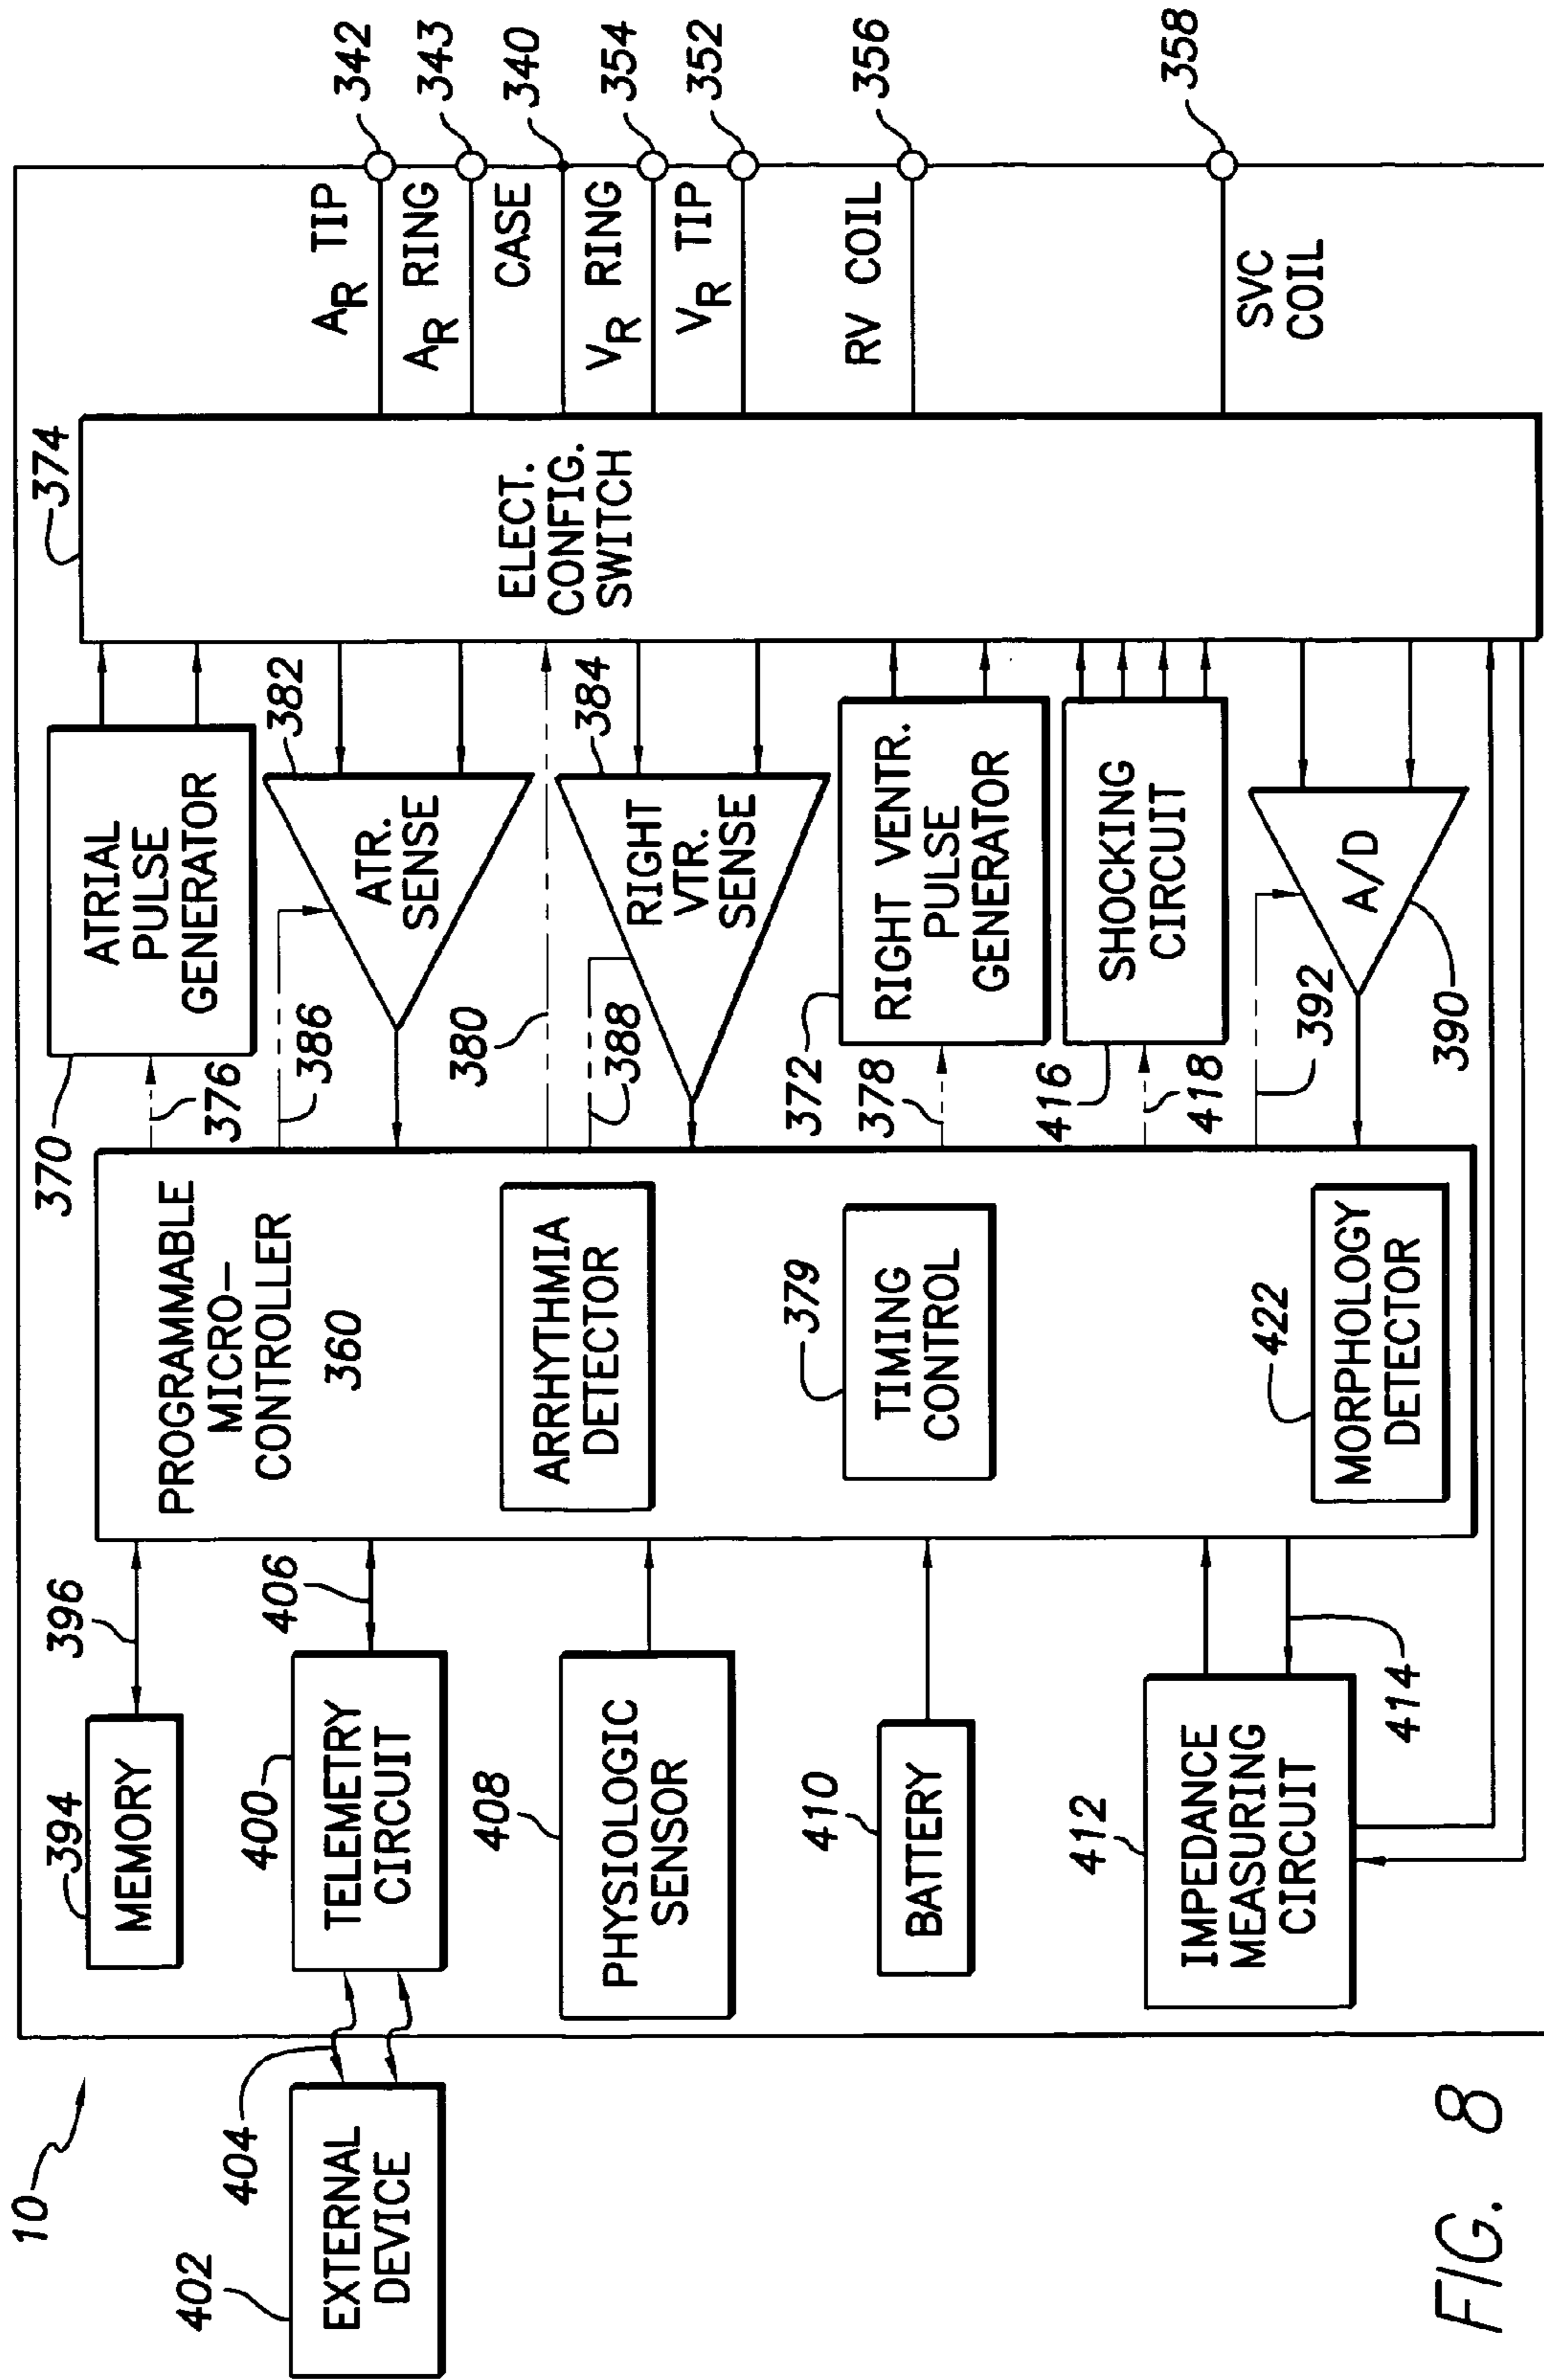 10
402
EXTERNAL
DEVICE
404
394
MEMORY
396
400
TELEMETRY
CIRCUIT
406
408
PHYSIOLOGIC
SENSOR
410
BATTERY
412
IMPEDANCE
MEASURING
CIRCUIT
414
PROGRAMMABLE
MICRO-
CONTROLLER
360
ARRHYTHMIA
DETECTOR
379
TIMING
CONTROL
422
MORPHOLOGY
DETECTOR
370
ATRIAL
PULSE
GENERATOR
376
382
ATR.
SENSE
386
380
384
RIGHT
VTR.
SENSE
388
372
RIGHT VENTR.
PULSE
GENERATOR
378
416
SHOCKING
CIRCUIT
418
392
A/D
390
374
ELECT.
CONFIG.
SWITCH
AR TIP
342
AR RING
343
CASE
340
VR RING
354
VR TIP
352
RV COIL
356
SVC
COIL
358
FIG. 8